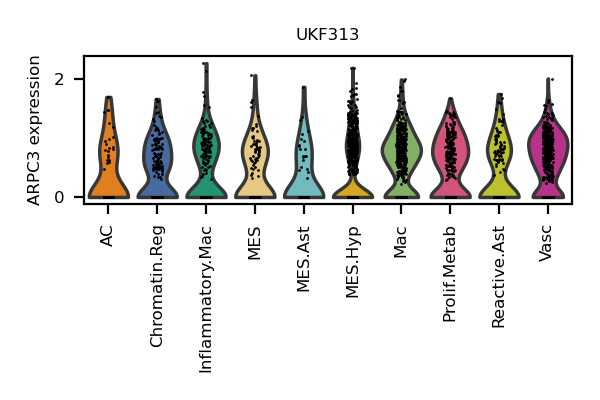 UKF313
ARPC3 expression
2
0
AC
Chromatin.Reg
Inflammatory.Mac
MES
MES.Ast
MES.Hyp
Mac
Prolif.Metab
Reactive.Ast
Vasc